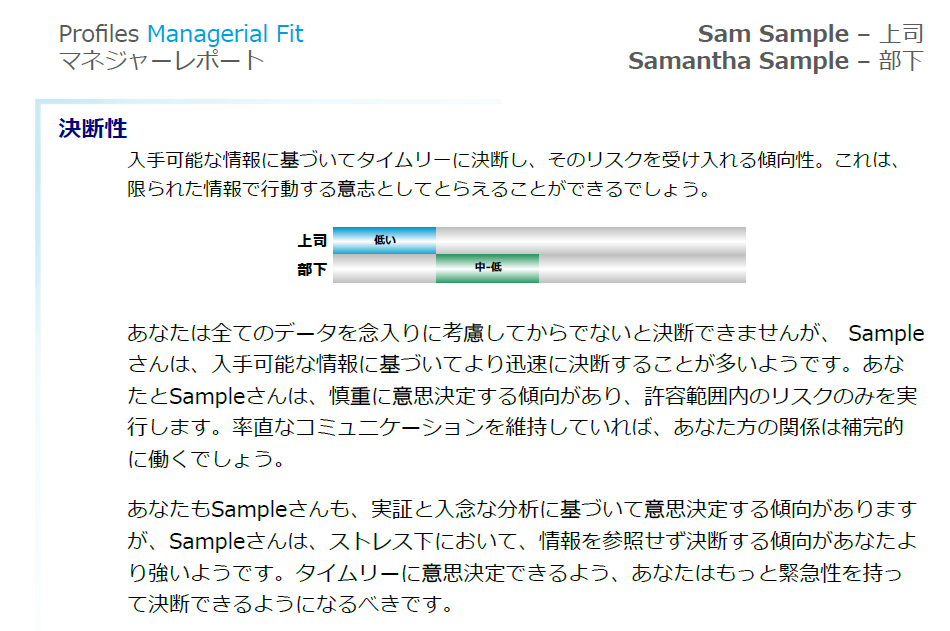 Profiles Managerial Fit
マネジャーレポート
Sam Sample – 上司
Samantha Sample – 部下
決断性
入手可能な情報に基づいてタイムリーに決断し、そのリスクを受け入れる傾向性。これは、
限られた情報で行動する意志としてとらえることができるでしょう。
上司 低い
部下 中-低
あなたは全てのデータを念入りに考慮してからでないと決断できませんが、 Sample
さんは、入手可能な情報に基づいてより迅速に決断することが多いようです。あな
たとSampleさんは、慎重に意思決定する傾向があり、許容範囲内のリスクのみを実
行します。率直なコミュニケーションを維持していれば、あなた方の関係は補完的
に働くでしょう。
あなたもSampleさんも、実証と入念な分析に基づいて意思決定する傾向があります
が、Sampleさんは、ストレス下において、情報を参照せず決断する傾向があなたよ
り強いようです。タイムリーに意思決定できるよう、あなたはもっと緊急性を持っ
て決断できるようになるべきです。